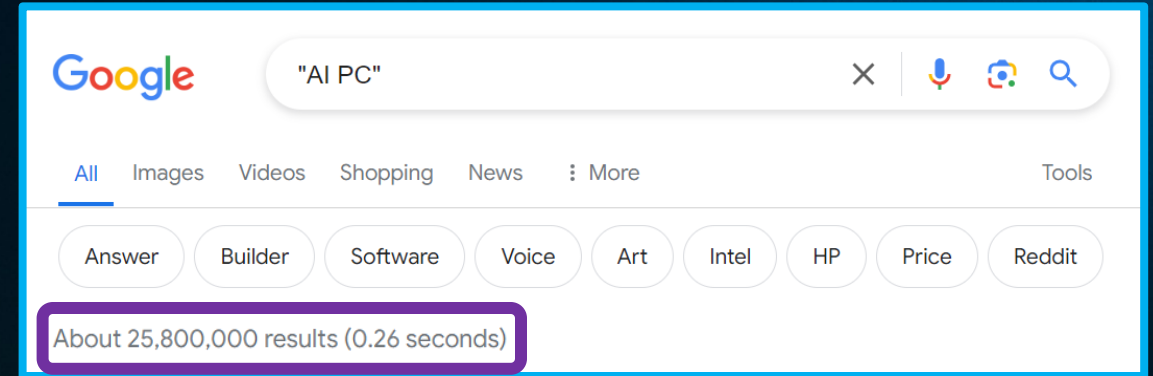 Google "AI PC"
All Images Videos Shopping News More Tools
Answer Builder Software Voice Art Intel HP Price Reddit
About 25,800,000 results (0.26 seconds)